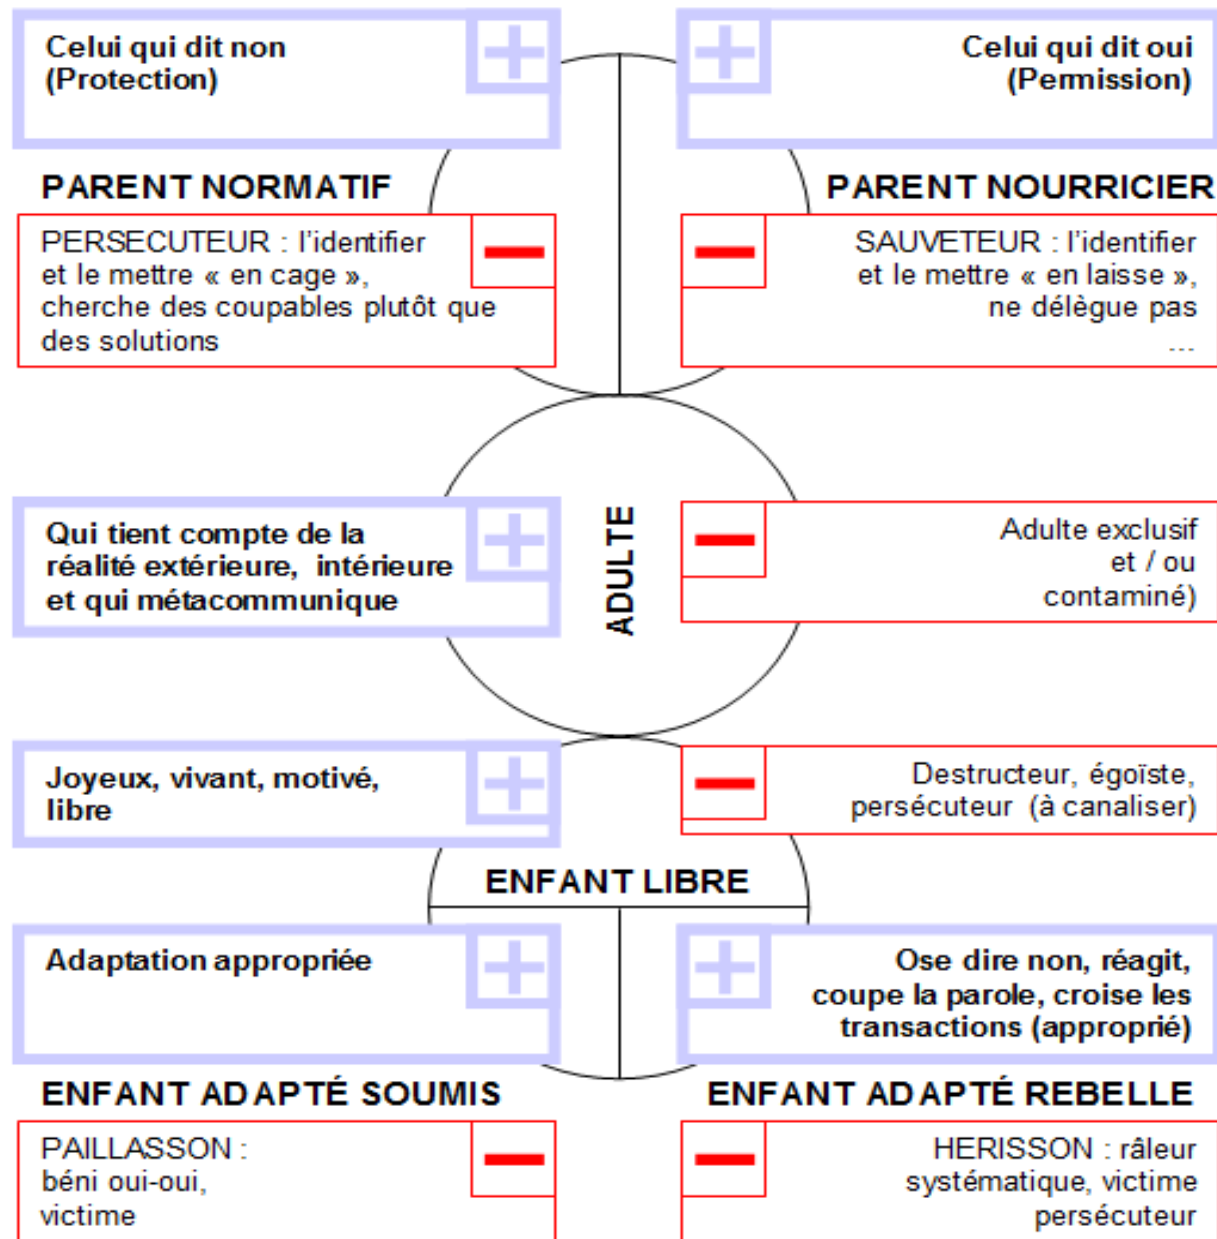 Celui qui dit non
(Protection)
Celui qui dit oui
(Permission)
PARENT NORMATIF
PARENT NOURRICIER
PERSECUTEUR : l'identifier
et le mettre « en cage »,
cherche des coupables plutôt que
des solutions
SAUVETEUR : l'identifier
et le mettre « en laisse »,
ne délègue pas
...
Qui tient compte de la
réalité extérieure, intérieure
et qui métacommunique
ADULTE
Adulte exclusif
et / ou
contaminé)
Joyeux, vivant, motivé,
libre
Destructeur, égoïste,
persécuteur (à canaliser)
ENFANT LIBRE
Adaptation appropriée
Ose dire non, réagit,
coupe la parole, croise les
transactions (approprié)
ENFANT ADAPTÉ SOUMIS
ENFANT ADAPTÉ REBELLE
PAILLASSON :
béni oui-oui,
victime
HERISSON : râleur
systématique, victime
persécuteur